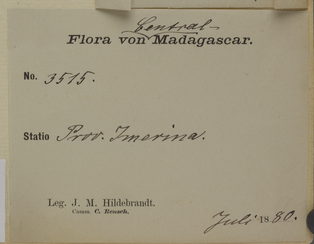 Central-
Flora von Madagascar.
No. 3515.
Statio Prov. Imerina.
Leg. J. M. Hildebrandt.
Comm. C. Rensch.
Juli 1880.